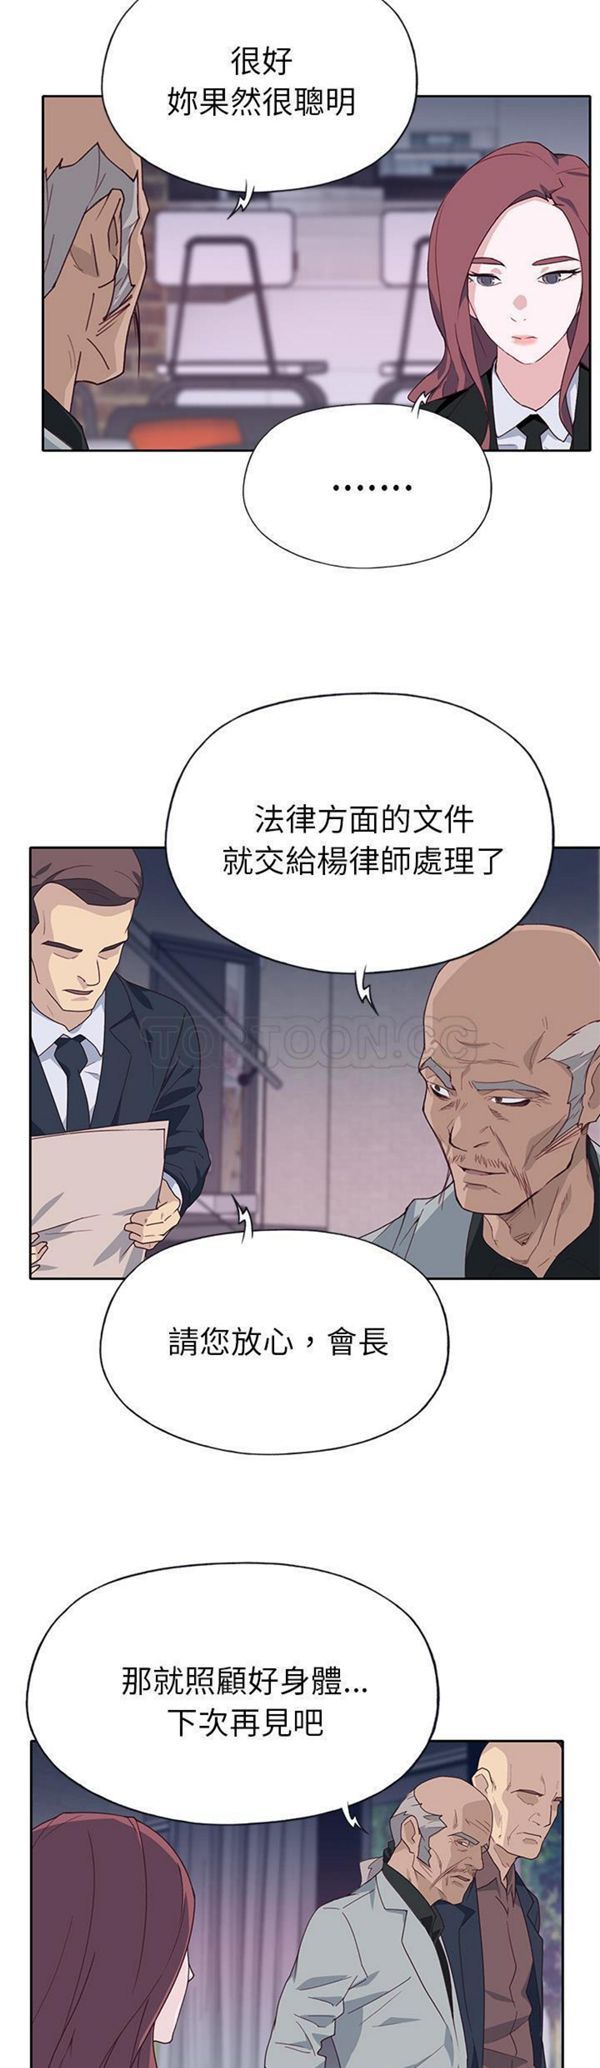 很好
妳果然很聰明
.......
法律方面的文件
就交給楊律師處理了
TOPTOON.CC
請您放心，會長
那就照顧好身體...
下次再見吧